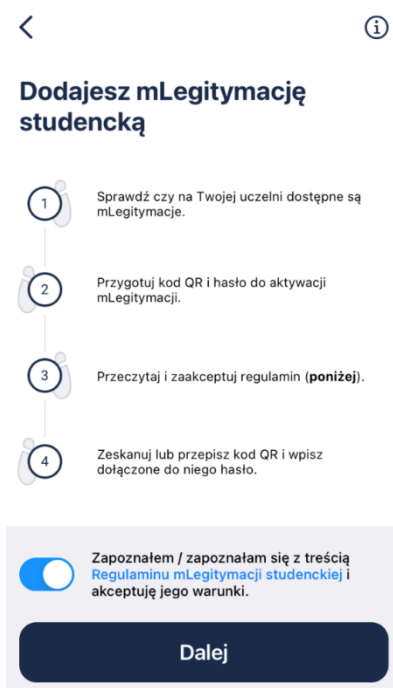 Dodajesz mLegitymację
studencką
1
Sprawdź czy na Twojej uczelni dostępne są
mLegitymacje.
2
Przygotuj kod QR i hasło do aktywacji
mLegitymacji.
3
Przeczytaj i zaakceptuj regulamin (poniżej).
4
Zeskanuj lub przepisz kod QR i wpisz
dołączone do niego hasło.
Zapoznałem / zapoznałam się z treścią
Regulaminu mLegitymacji studenckiej i
akceptuję jego warunki.
Dalej